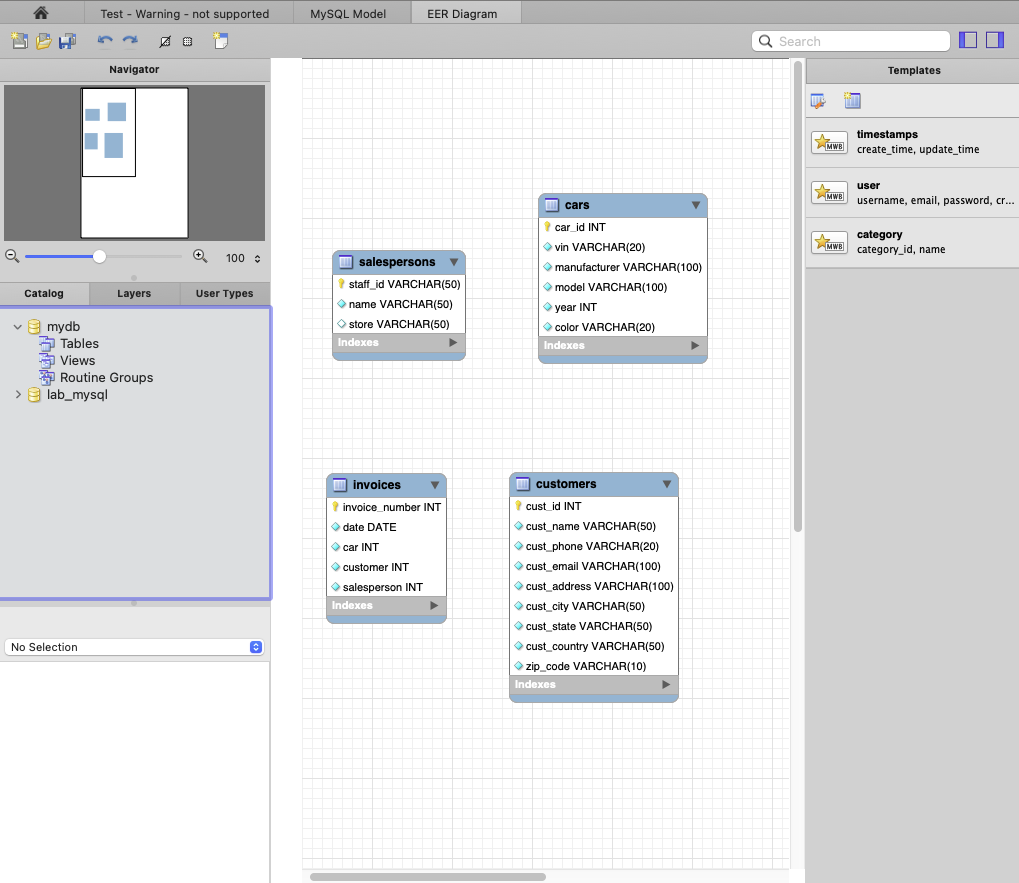 Test - Warning - not supported
MySQL Model
EER Diagram
Search
Navigator
100
Catalog
Layers
User Types
mydb
Tables
Views
Routine Groups
lab_mysql
No Selection
salespersons
staff_id VARCHAR(50)
name VARCHAR(50)
store VARCHAR(50)
Indexes
cars
car_id INT
vin VARCHAR(20)
manufacturer VARCHAR(100)
model VARCHAR(100)
year INT
color VARCHAR(20)
Indexes
invoices
invoice_number INT
date DATE
car INT
customer INT
salesperson INT
Indexes
customers
cust_id INT
cust_name VARCHAR(50)
cust_phone VARCHAR(20)
cust_email VARCHAR(100)
cust_address VARCHAR(100)
cust_city VARCHAR(50)
cust_state VARCHAR(50)
cust_country VARCHAR(50)
zip_code VARCHAR(10)
Indexes
Templates
MWB
timestamps
create_time, update_time
MWB
user
username, email, password, cr...
MWB
category
category_id, name